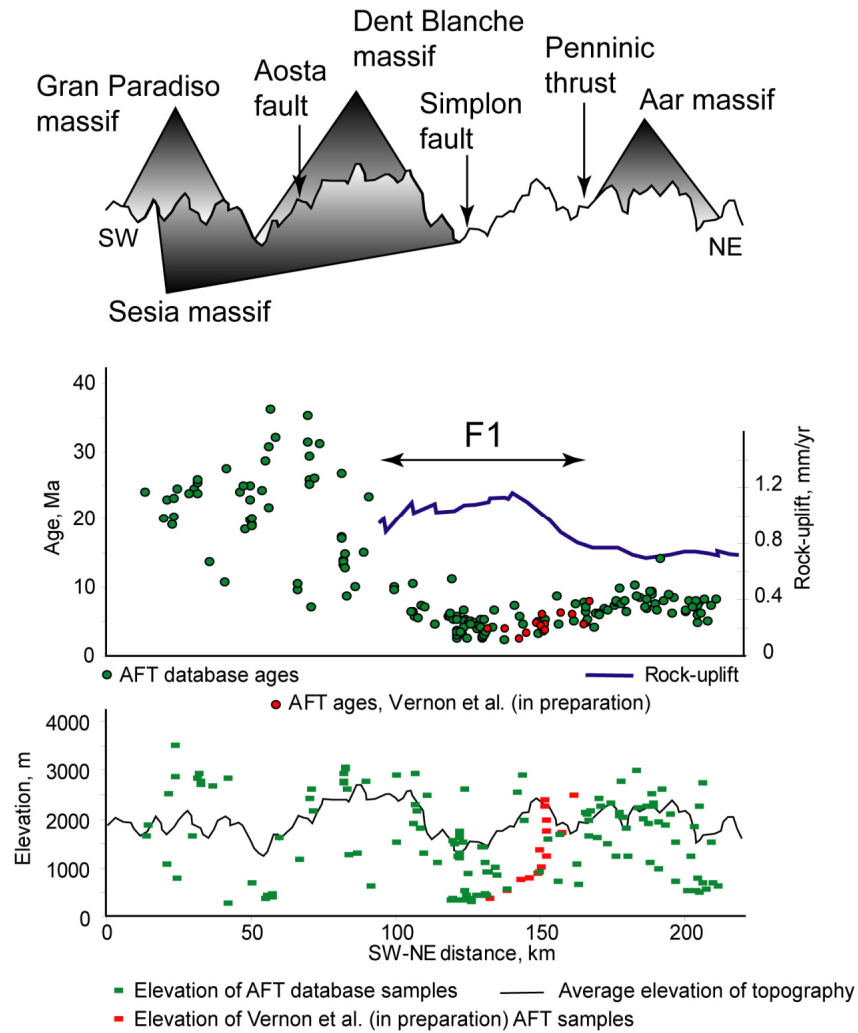 Dent Blanche
massif
Gran Paradiso
massif
Aosta
fault
Simplon
fault
Penninic
thrust
Aar massif
SW
NE
Sesia massif
40
30
20
10
0
Age, Ma
F1
1.2
0.8
0.4
0
Rock-uplift, mm/yr
AFT database ages
Rock-uplift
AFT ages, Vernon et al. (in preparation)
4000
3000
2000
1000
0
Elevation, m
0
50
100
150
200
SW-NE distance, km
Elevation of AFT database samples
Average elevation of topography
Elevation of Vernon et al. (in preparation) AFT samples